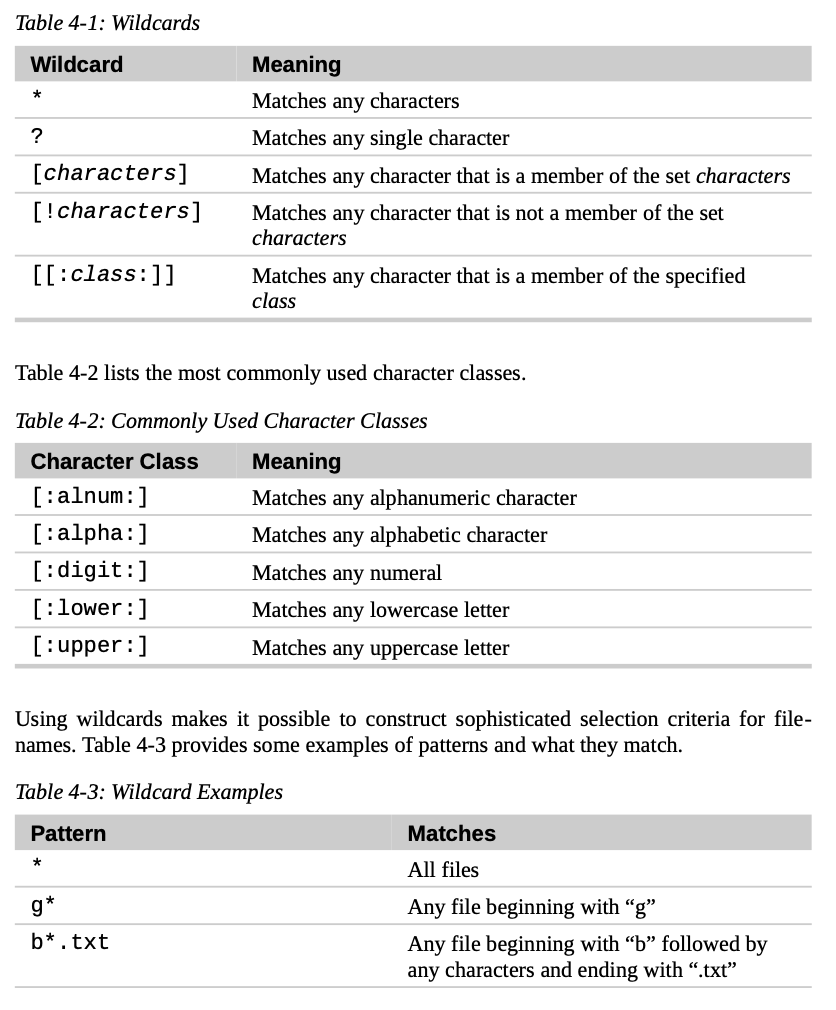 Table 4-1: Wildcards
Wildcard Meaning
* Matches any characters
? Matches any single character
[characters] Matches any character that is a member of the set characters
[!characters] Matches any character that is not a member of the set
characters
[[:class:]] Matches any character that is a member of the specified
class
Table 4-2 lists the most commonly used character classes.
Table 4-2: Commonly Used Character Classes
Character Class Meaning
[:alnum:] Matches any alphanumeric character
[:alpha:] Matches any alphabetic character
[:digit:] Matches any numeral
[:lower:] Matches any lowercase letter
[:upper:] Matches any uppercase letter
Using wildcards makes it possible to construct sophisticated selection criteria for file-
names. Table 4-3 provides some examples of patterns and what they match.
Table 4-3: Wildcard Examples
Pattern Matches
* All files
g* Any file beginning with “g”
b*.txt Any file beginning with “b” followed by
any characters and ending with “.txt”